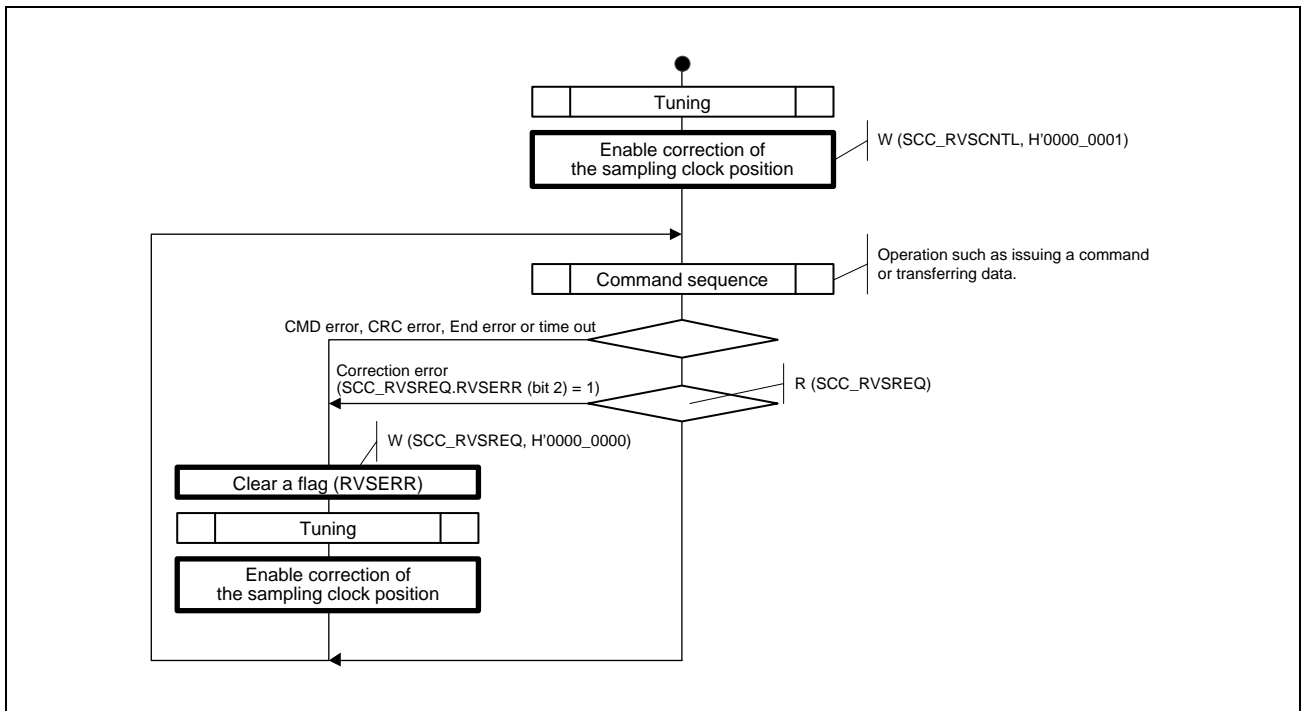 Tuning
Enable correction of
the sampling clock position
W (SCC_RVSCNTL, H'0000_0001)
Command sequence
Operation such as issuing a command
or transferring data.
CMD error, CRC error, End error or time out
Correction error
(SCC_RVSREQ.RVSERR (bit 2) = 1)
R (SCC_RVSREQ)
W (SCC_RVSREQ, H'0000_0000)
Clear a flag (RVSERR)
Tuning
Enable correction of
the sampling clock position